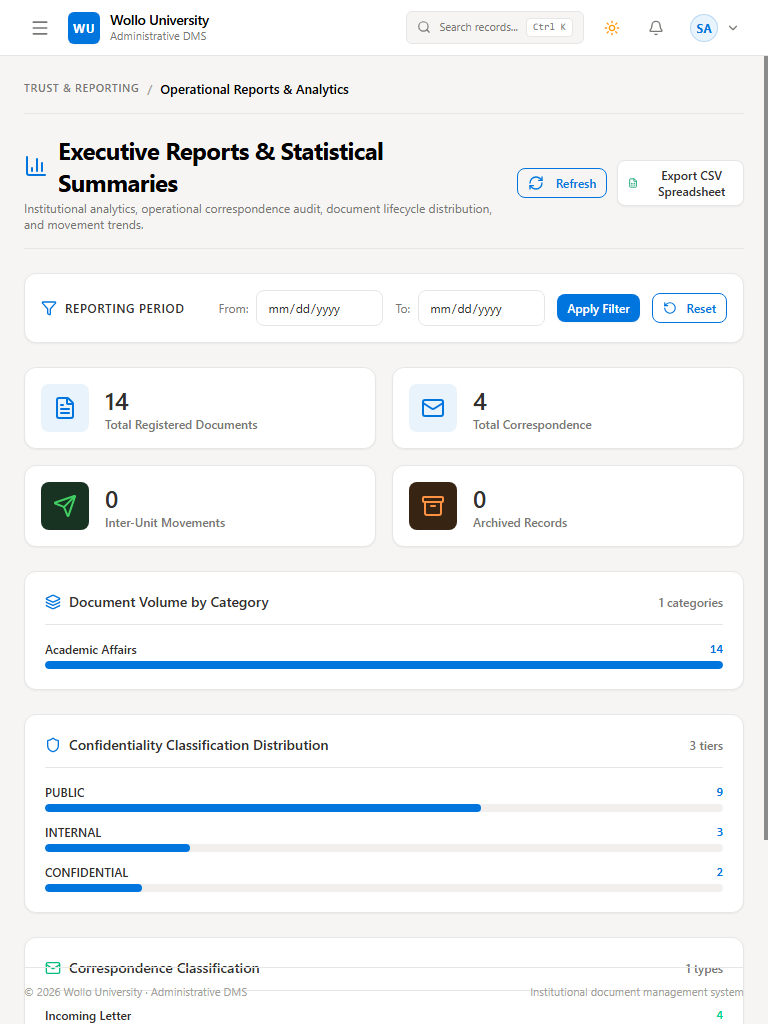 WU
Wollo University
Administrative DMS
Search records...
Ctrl K
SA
TRUST & REPORTING / Operational Reports & Analytics
Executive Reports & Statistical
Summaries
Institutional analytics, operational correspondence audit, document lifecycle distribution,
and movement trends.
Refresh
Export CSV
Spreadsheet
REPORTING PERIOD
From: mm/dd/yyyy
To: mm/dd/yyyy
Apply Filter
Reset
14
Total Registered Documents
4
Total Correspondence
0
Inter-Unit Movements
0
Archived Records
Document Volume by Category
1 categories
Academic Affairs
14
Confidentiality Classification Distribution
3 tiers
PUBLIC
9
INTERNAL
3
CONFIDENTIAL
2
Correspondence Classification
1 types
© 2026 Wollo University · Administrative DMS
Institutional document management system
Incoming Letter
4